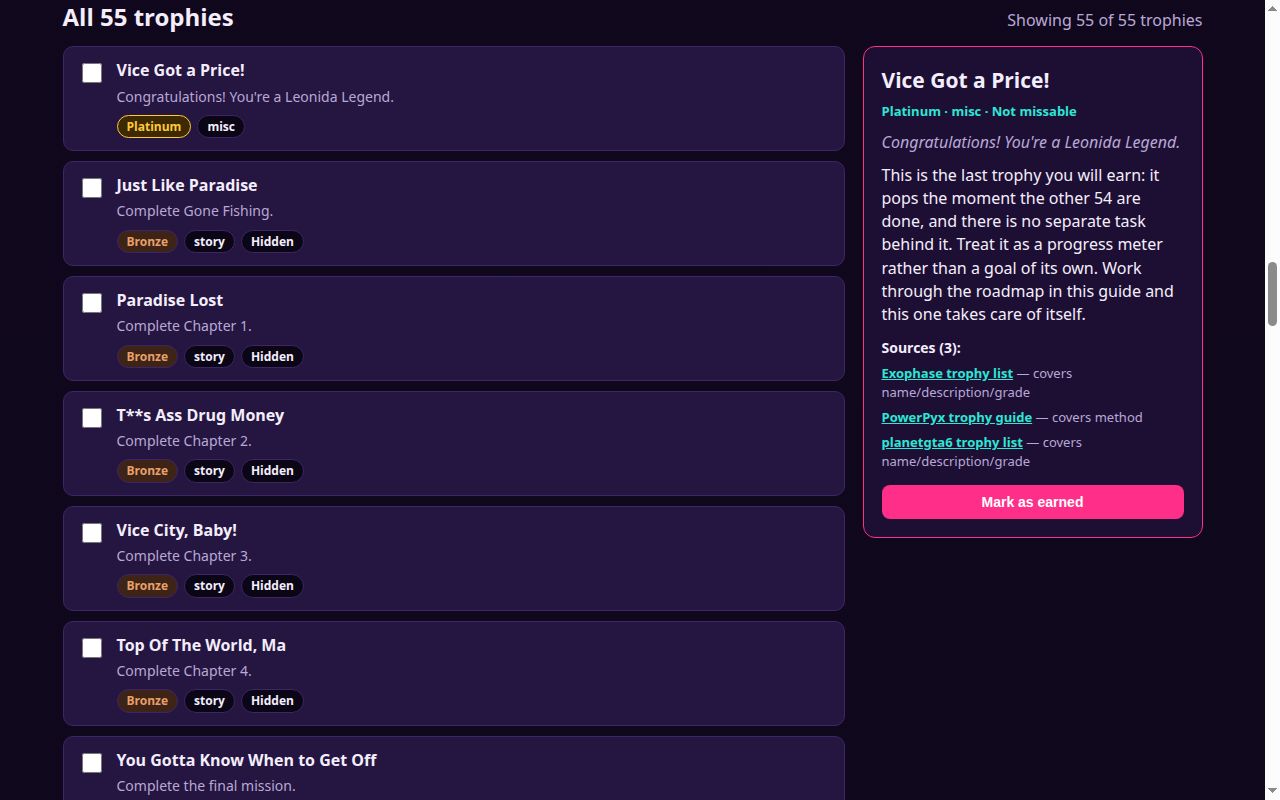 All 55 trophies
Showing 55 of 55 trophies
Vice Got a Price!
Congratulations! You're a Leonida Legend.
Platinum
misc
Just Like Paradise
Complete Gone Fishing.
Bronze
story
Hidden
Paradise Lost
Complete Chapter 1.
Bronze
story
Hidden
T**s Ass Drug Money
Complete Chapter 2.
Bronze
story
Hidden
Vice City, Baby!
Complete Chapter 3.
Bronze
story
Hidden
Top Of The World, Ma
Complete Chapter 4.
Bronze
story
Hidden
You Gotta Know When to Get Off
Complete the final mission.
Vice Got a Price!
Platinum · misc · Not missable
Congratulations! You're a Leonida Legend.
This is the last trophy you will earn: it
pops the moment the other 54 are
done, and there is no separate task
behind it. Treat it as a progress meter
rather than a goal of its own. Work
through the roadmap in this guide and
this one takes care of itself.
Sources (3):
Exophase trophy list — covers
name/description/grade
PowerPyx trophy guide — covers method
planetgta6 trophy list — covers
name/description/grade
Mark as earned